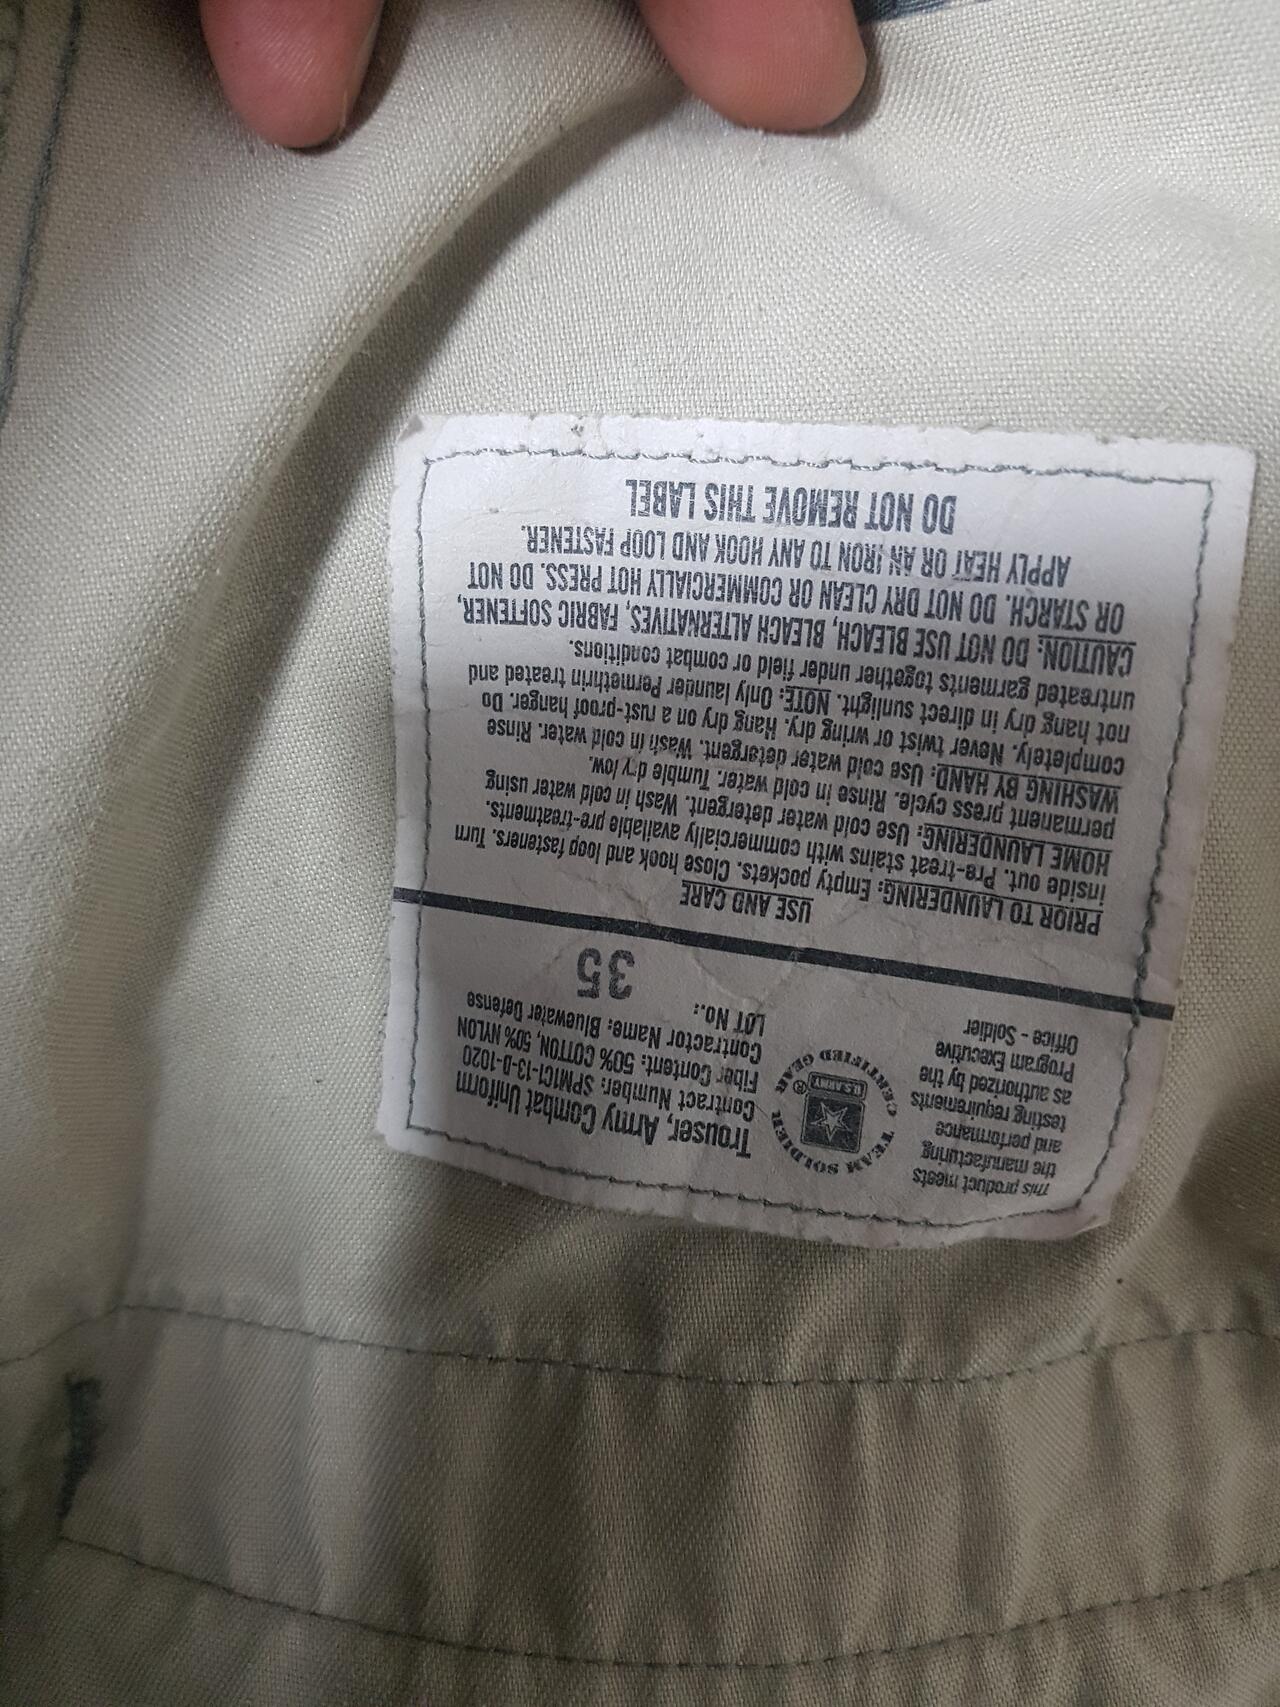 This product meets
the manufacturing
and performance
testing requirements
as authorized by the
Program Executive
Office - Soldier
TEAM SOLDIER
U.S.ARMY
®
CERTIFIED GEAR
Trouser, Army Combat Uniform
Contract Number: SPM1C1-13-D-1020
Fiber Content: 50% COTTON, 50% NYLON
Contractor Name: Bluewater Defense
LOT No.:
35
USE AND CARE
PRIOR TO LAUNDERING: Empty pockets. Close hook and loop fasteners. Turn
inside out. Pre-treat stains with commercially available pre-treatments.
HOME LAUNDERING: Use cold water detergent. Wash in cold water using
permanent press cycle. Rinse in cold water. Tumble dry low.
WASHING BY HAND: Use cold water detergent. Wash in cold water. Rinse
completely. Never twist or wring dry. Hang dry on a rust-proof hanger. Do
not hang dry in direct sunlight. NOTE: Only launder Permethrin treated and
untreated garments together under field or combat conditions.
CAUTION: DO NOT USE BLEACH, BLEACH ALTERNATIVES, FABRIC SOFTENER,
OR STARCH. DO NOT DRY CLEAN OR COMMERCIALLY HOT PRESS. DO NOT
APPLY HEAT OR AN IRON TO ANY HOOK AND LOOP FASTENER.
DO NOT REMOVE THIS LABEL